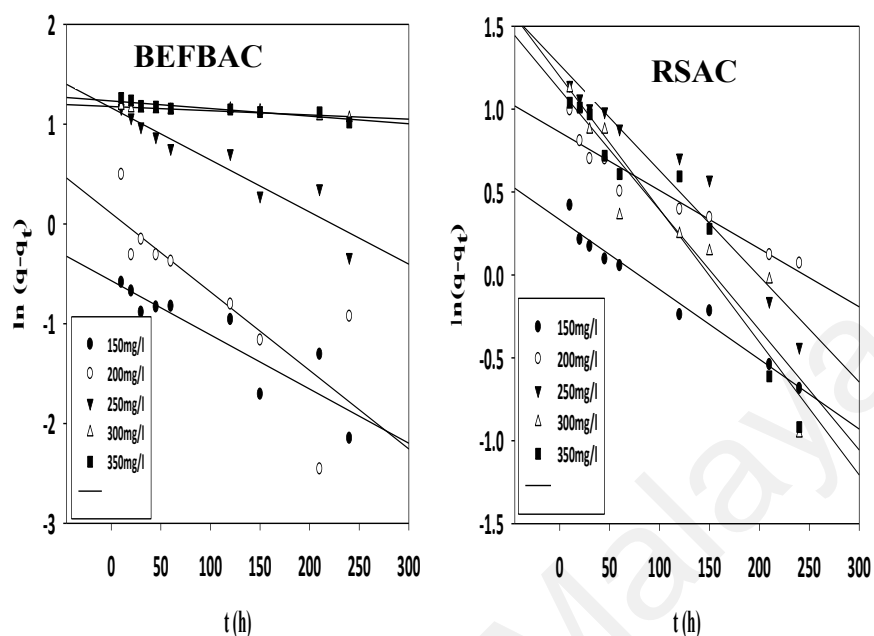 BEFBAC
ln (q-qt)
2
1
0
-1
-2
-3
150mg/l
200mg/l
250mg/l
300mg/l
350mg/l
0 50 100 150 200 250 300
t (h)
RSAC
ln(q-qt)
1.5
1.0
0.5
0.0
-0.5
-1.0
-1.5
150mg/l
200mg/l
250mg/l
300mg/l
350mg/l
0 50 100 150 200 250 300
t (h)
Malaya